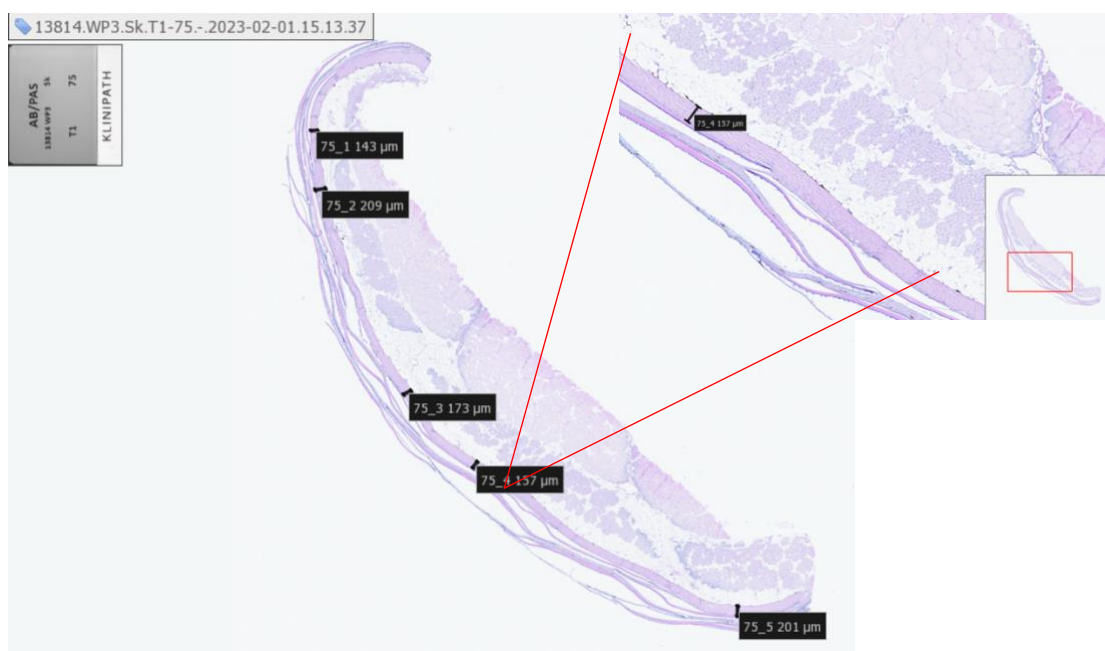 13814.WP3.Sk.T1-75.-.2023-02-01.15.13.37
AB/PAS
13814 WP3 Sk
T1 75
KLINIPATH
75_1 143 µm
75_2 209 µm
75_3 173 µm
75_4 157 µm
75_5 201 µm
75_4 157 µm